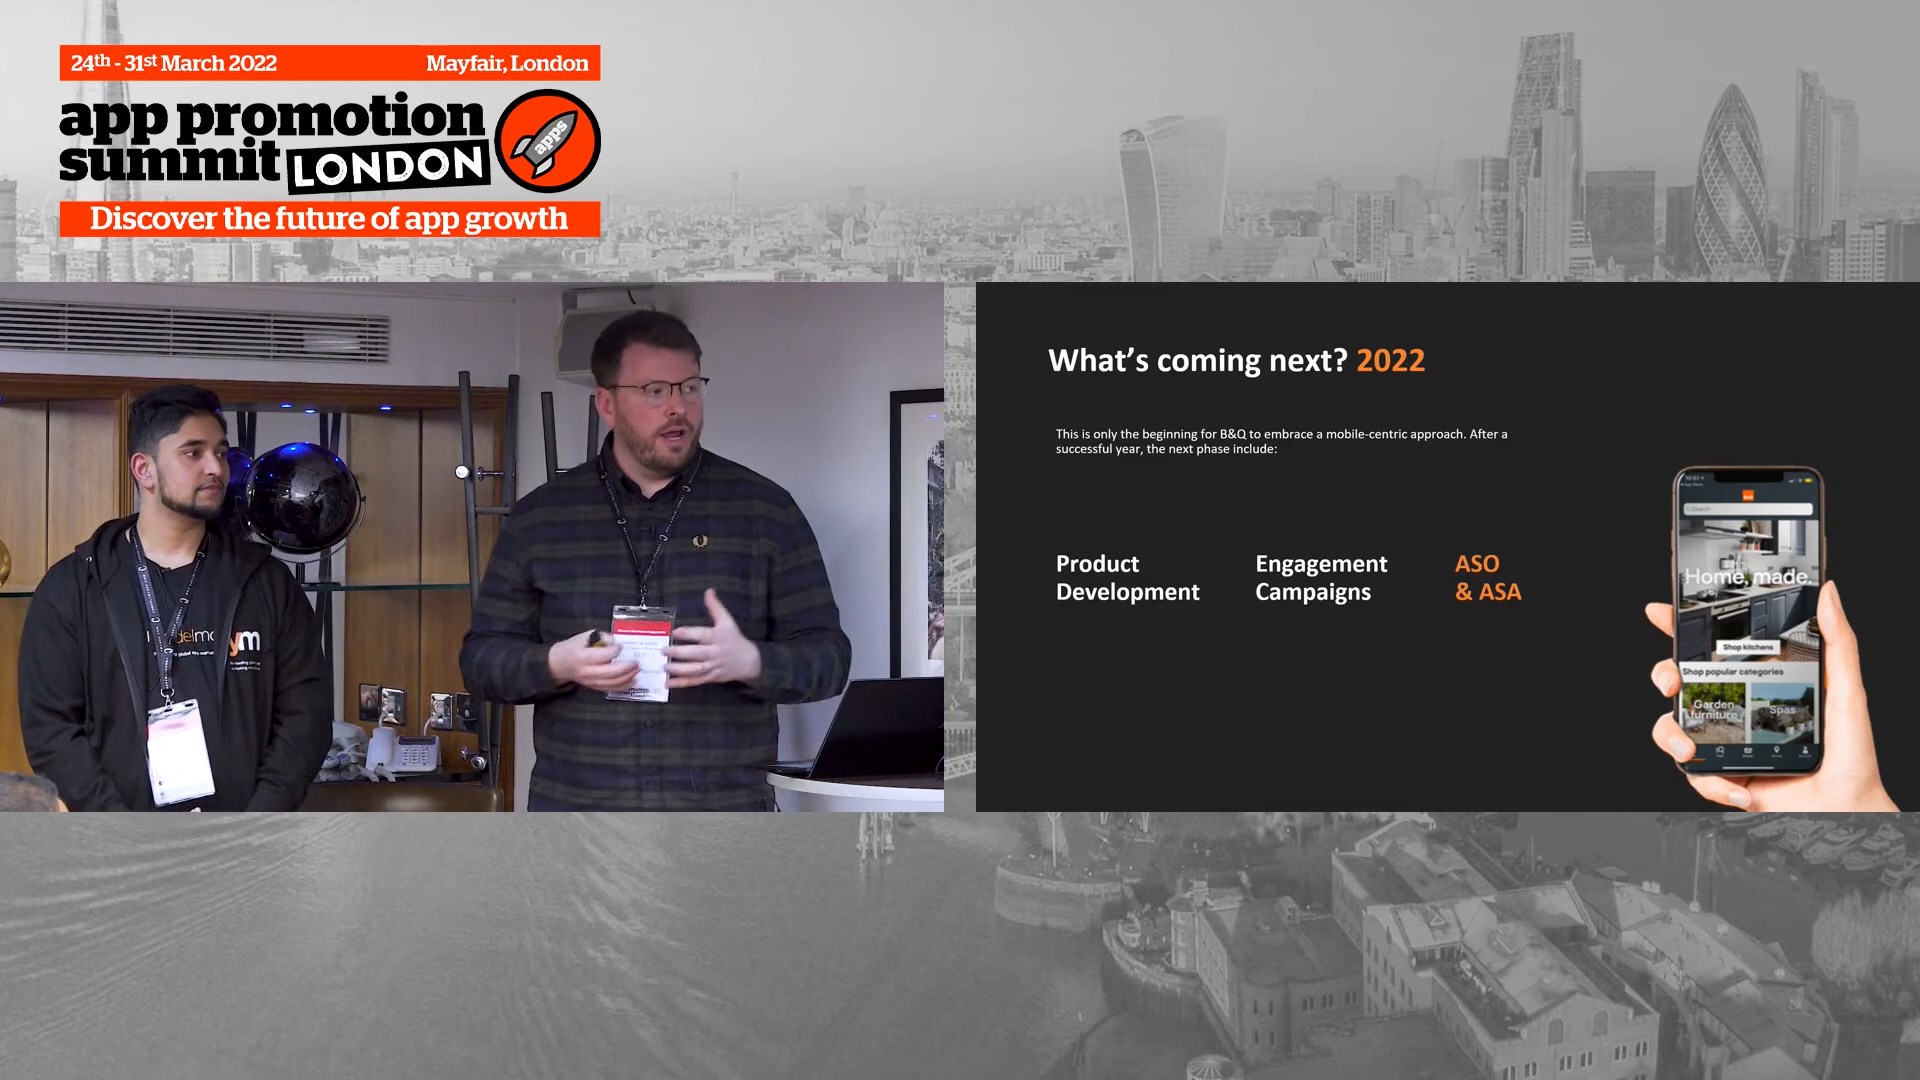 24th - 31st March 2022
Mayfair, London
app promotion
summit LONDON
apps
Discover the future of app growth
What's coming next? 2022
This is only the beginning for B&Q to embrace a mobile-centric approach. After a
successful year, the next phase include:
Product
Development
Engagement
Campaigns
ASO
& ASA
Search
Home, made.
Shop kitchens
Shop popular categories
Garden
furniture
Spas
ym
B&Q